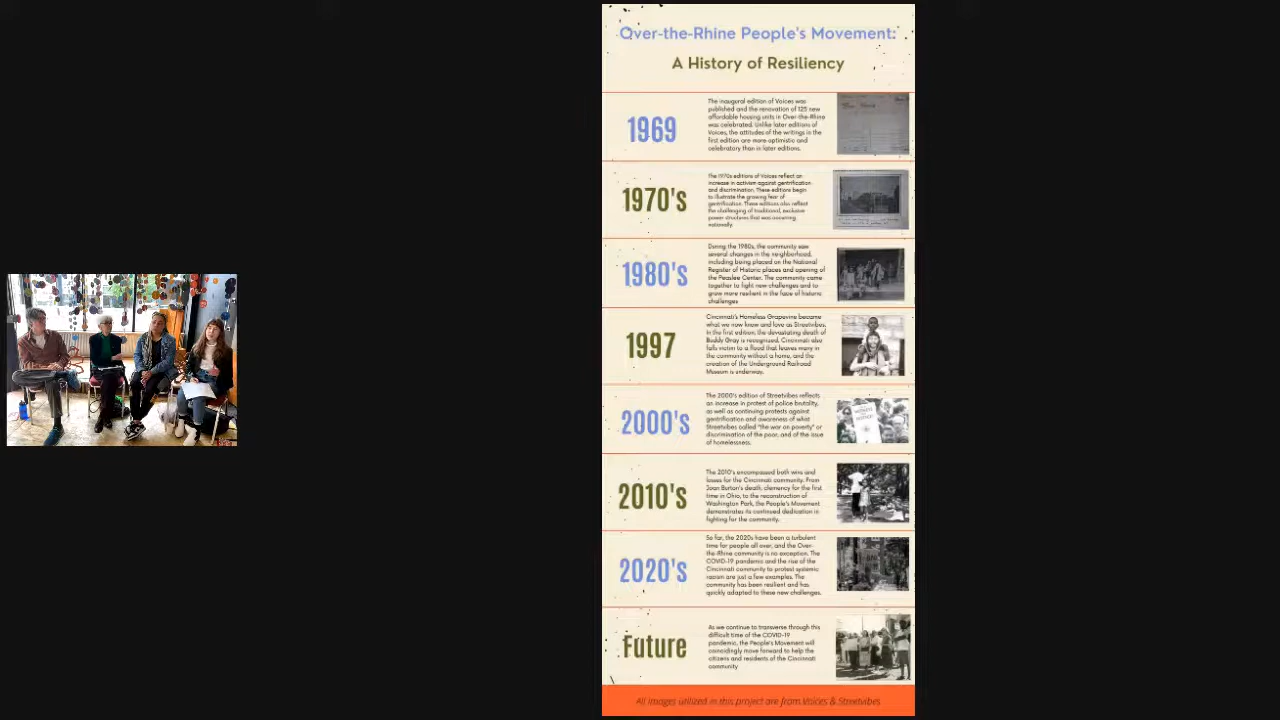 Over-the-Rhine People's Movement:
A History of Resiliency
1969
The inaugural edition of Voices was
published and the renovation of 125 new
affordable housing units in Over-the-Rhine
was celebrated. Unlike later editions of
Voices, the attitudes of the writings in the
first edition are more optimistic and
celebratory than in later editions.
1970's
The 1970s editions of Voices reflect an
increase in activism against gentrification
and discrimination. These editions begin
to illustrate the growing fear of
gentrification. These editions also reflect
the challenging of traditional, exclusive
power structures that was occurring
nationally.
1980's
During the 1980s, the community saw
several changes in the neighborhood,
including being placed on the National
Register of Historic places and opening of
the Peaslee Center. The community came
together to fight new challenges and to
grow more resilient in the face of historic
challenges
1997
Cincinnati's Homeless Grapevine became
what we now know and love as Streetvibes.
In the first edition, the devastating death of
Buddy Gray is recognized. Cincinnati also
falls victim to a flood that leaves many in
the community without a home, and the
creation of the Underground Railroad
Museum is underway.
2000's
The 2000's edition of Streetvibes reflects
an increase in protest of police brutality,
as well as continuing protests against
gentrification and awareness of what
Streetvibes called "the war on poverty" or
discrimination of the poor, and of the issue
of homelessness.
2010's
The 2010's encompassed both wins and
losses for the Cincinnati community. From
Joan Burton's death, clemency for the first
time in Ohio, to the reconstruction of
Washington Park, the People's Movement
demonstrates its continued dedication in
fighting for the community.
2020's
So far, the 2020s have been a turbulent
time for people all over, and the Over-
the-Rhine community is no exception. The
COVID-19 pandemic and the rise of the
Cincinnati community to protest systemic
racism are just a few examples. The
community has been resilient and has
quickly adapted to these new challenges.
Future
As we continue to transverse through this
difficult time of the COVID-19
pandemic, the People's Movement will
coincidingly move forward to help the
citizens and residents of the Cincinnati
community
All images utilized in this project are from Voices & Streetvibes